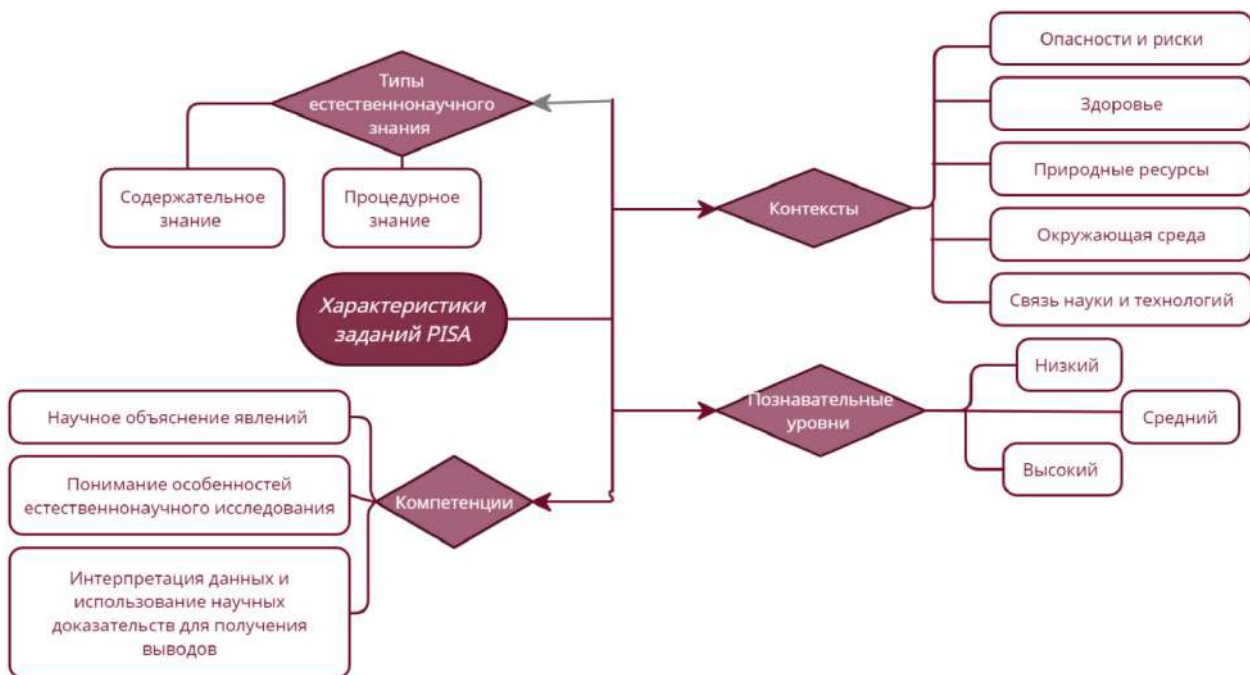 Типы
естественнонаучного
знания
Содержательное
знание
Процедурное
знание
Характеристики
заданий PISA
Контексты
Опасности и риски
Здоровье
Природные ресурсы
Окружающая среда
Связь науки и технологий
Познавательные
уровни
Низкий
Средний
Высокий
Компетенции
Научное объяснение явлений
Понимание особенностей
естественнонаучного исследования
Интерпретация данных и
использование научных
доказательств для получения
выводов